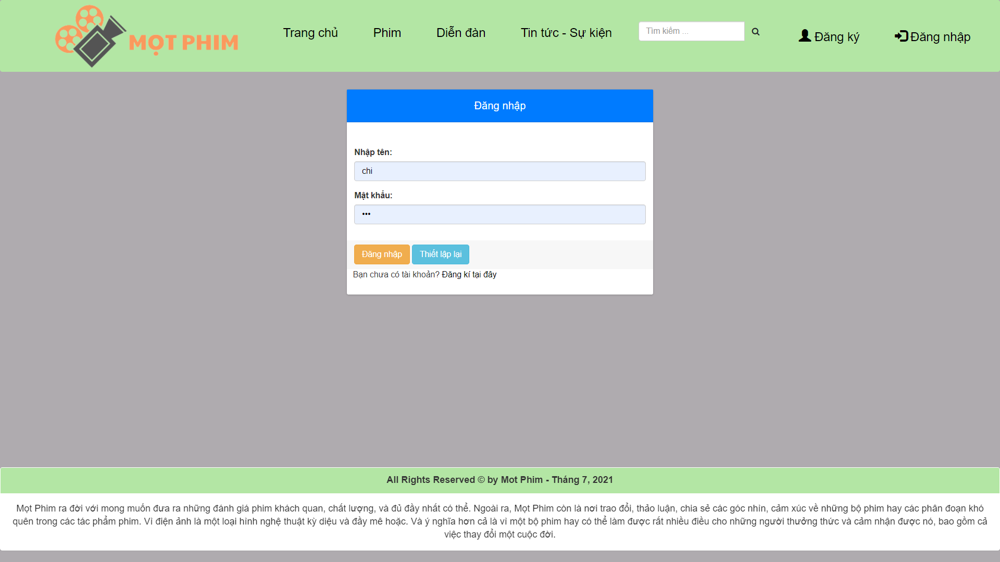 MỌT PHIM
Trang chủ
Phim
Diễn đàn
Tin tức - Sự kiện
Tìm kiếm ...
Đăng ký
Đăng nhập
Đăng nhập
Nhập tên:
chi
Mật khẩu:
•••
Đăng nhập
Thiết lập lại
Bạn chưa có tài khoản? Đăng kí tại đây
All Rights Reserved © by Mot Phim - Tháng 7, 2021
Mọt Phim ra đời với mong muốn đưa ra những đánh giá phim khách quan, chất lượng, và đủ đầy nhất có thể. Ngoài ra, Mọt Phim còn là nơi trao đổi, thảo luận, chia sẻ các góc nhìn, cảm xúc về những bộ phim hay các phân đoạn khó
quên trong các tác phẩm phim. Vì điện ảnh là một loại hình nghệ thuật kỳ diệu và đầy mê hoặc. Và ý nghĩa hơn cả là vì một bộ phim hay có thể làm được rất nhiều điều cho những người thưởng thức và cảm nhận được nó, bao gồm cả
việc thay đổi một cuộc đời.